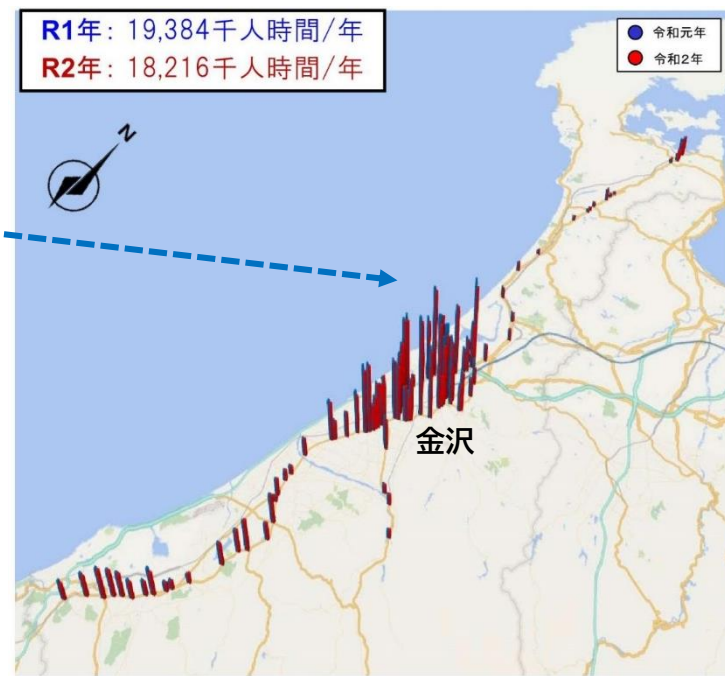 R1年: 19,384千人時間/年
R2年: 18,216千人時間/年
令和元年
令和2年
N
金沢